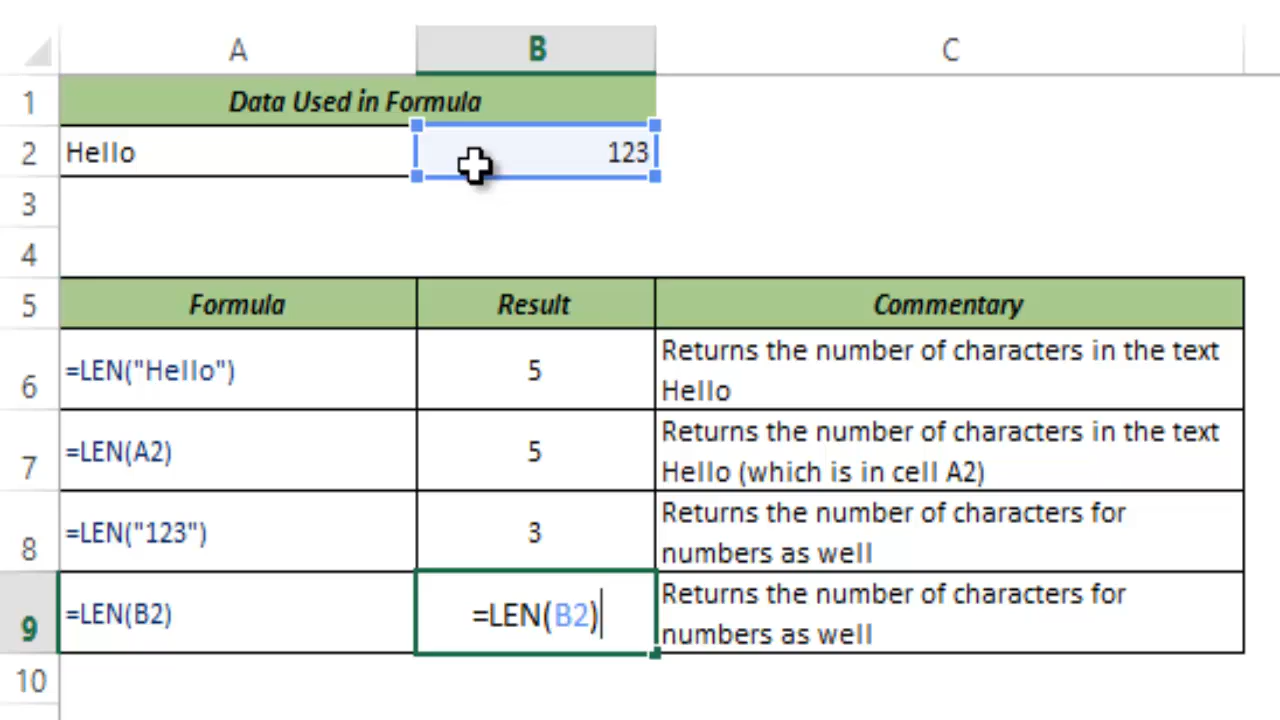 A B C
1 Data Used in Formula
2 Hello 123
3
4
5 Formula Result Commentary
6 =LEN("Hello") 5 Returns the number of characters in the text
Hello
7 =LEN(A2) 5 Returns the number of characters in the text
Hello (which is in cell A2)
8 =LEN("123") 3 Returns the number of characters for
numbers as well
9 =LEN(B2) =LEN(B2) Returns the number of characters for
numbers as well
10